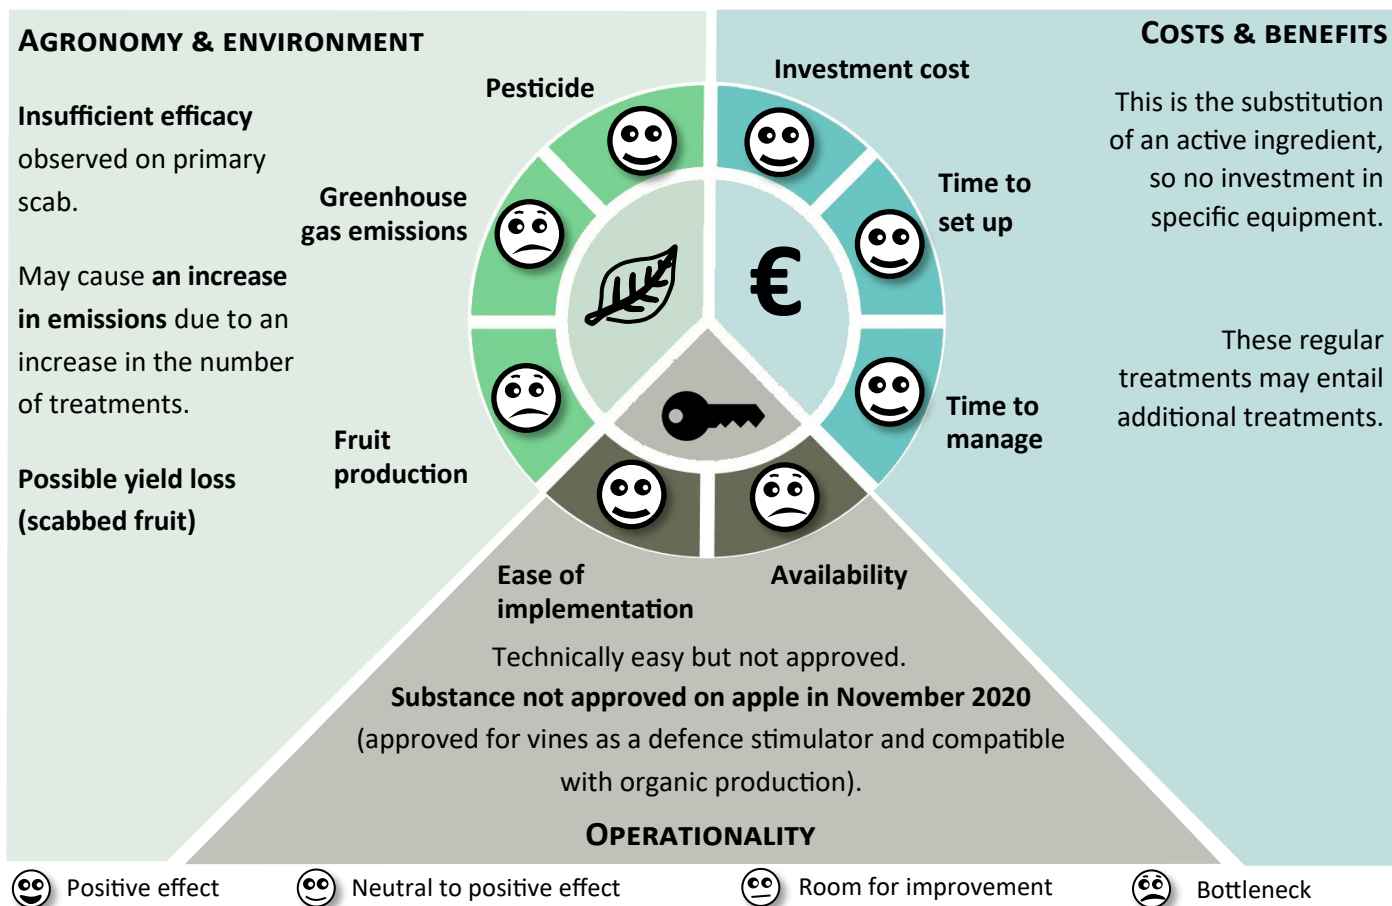 AGRONOMY & ENVIRONMENT
Insufficient efficacy
observed on primary
scab.
May cause an increase
in emissions due to an
increase in the number
of treatments.
Possible yield loss
(scabbed fruit)
Pesticide
Greenhouse
gas emissions
Fruit
production
COSTS & BENEFITS
Investment cost
Time to
set up
Time to
manage
This is the substitution
of an active ingredient,
so no investment in
specific equipment.
These regular
treatments may entail
additional treatments.
€
Ease of
implementation
Availability
Technically easy but not approved.
Substance not approved on apple in November 2020
(approved for vines as a defence stimulator and compatible
with organic production).
OPERATIONALITY
Positive effect
Neutral to positive effect
Room for improvement
Bottleneck